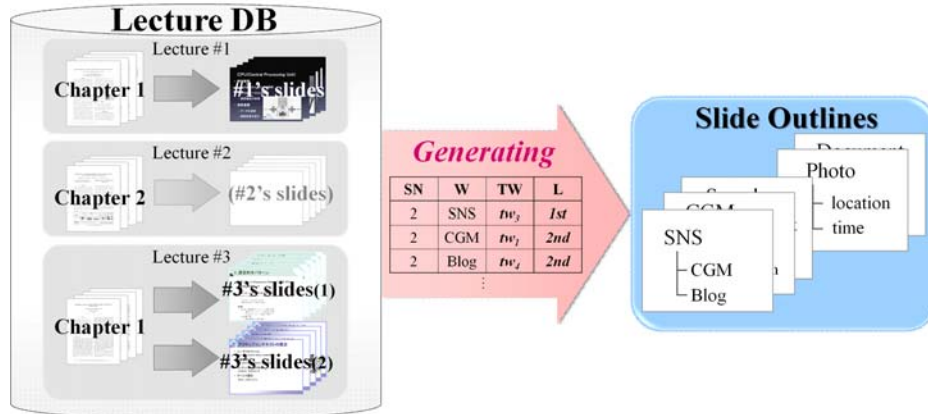 Lecture DB
Lecture #1
Chapter 1
#1's slides
Lecture #2
Chapter 2
(#2's slides)
Lecture #3
Chapter 1
#3's slides(1)
#3's slides(2)
Generating
SN W TW L
2 SNS tw3 1st
2 CGM tw1 2nd
2 Blog tw4 2nd
⋮
Slide Outlines
Photo
location
time
CGM
SNS
CGM
Blog